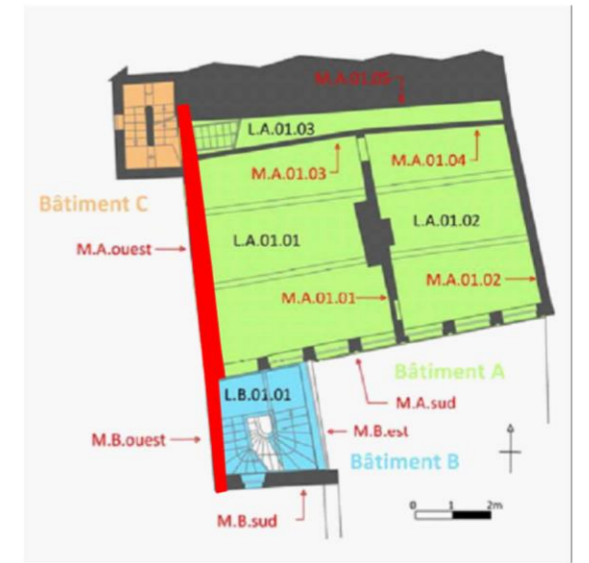 M.A.01.05
L.A.01.03
M.A.01.03
M.A.01.04
Bâtiment C
L.A.01.01
L.A.01.02
M.A.ouest
M.A.01.01
M.A.01.02
Bâtiment A
L.B.01.01
M.A.sud
M.B.ouest
M.B.est
Bâtiment B
0 1 2m
M.B.sud